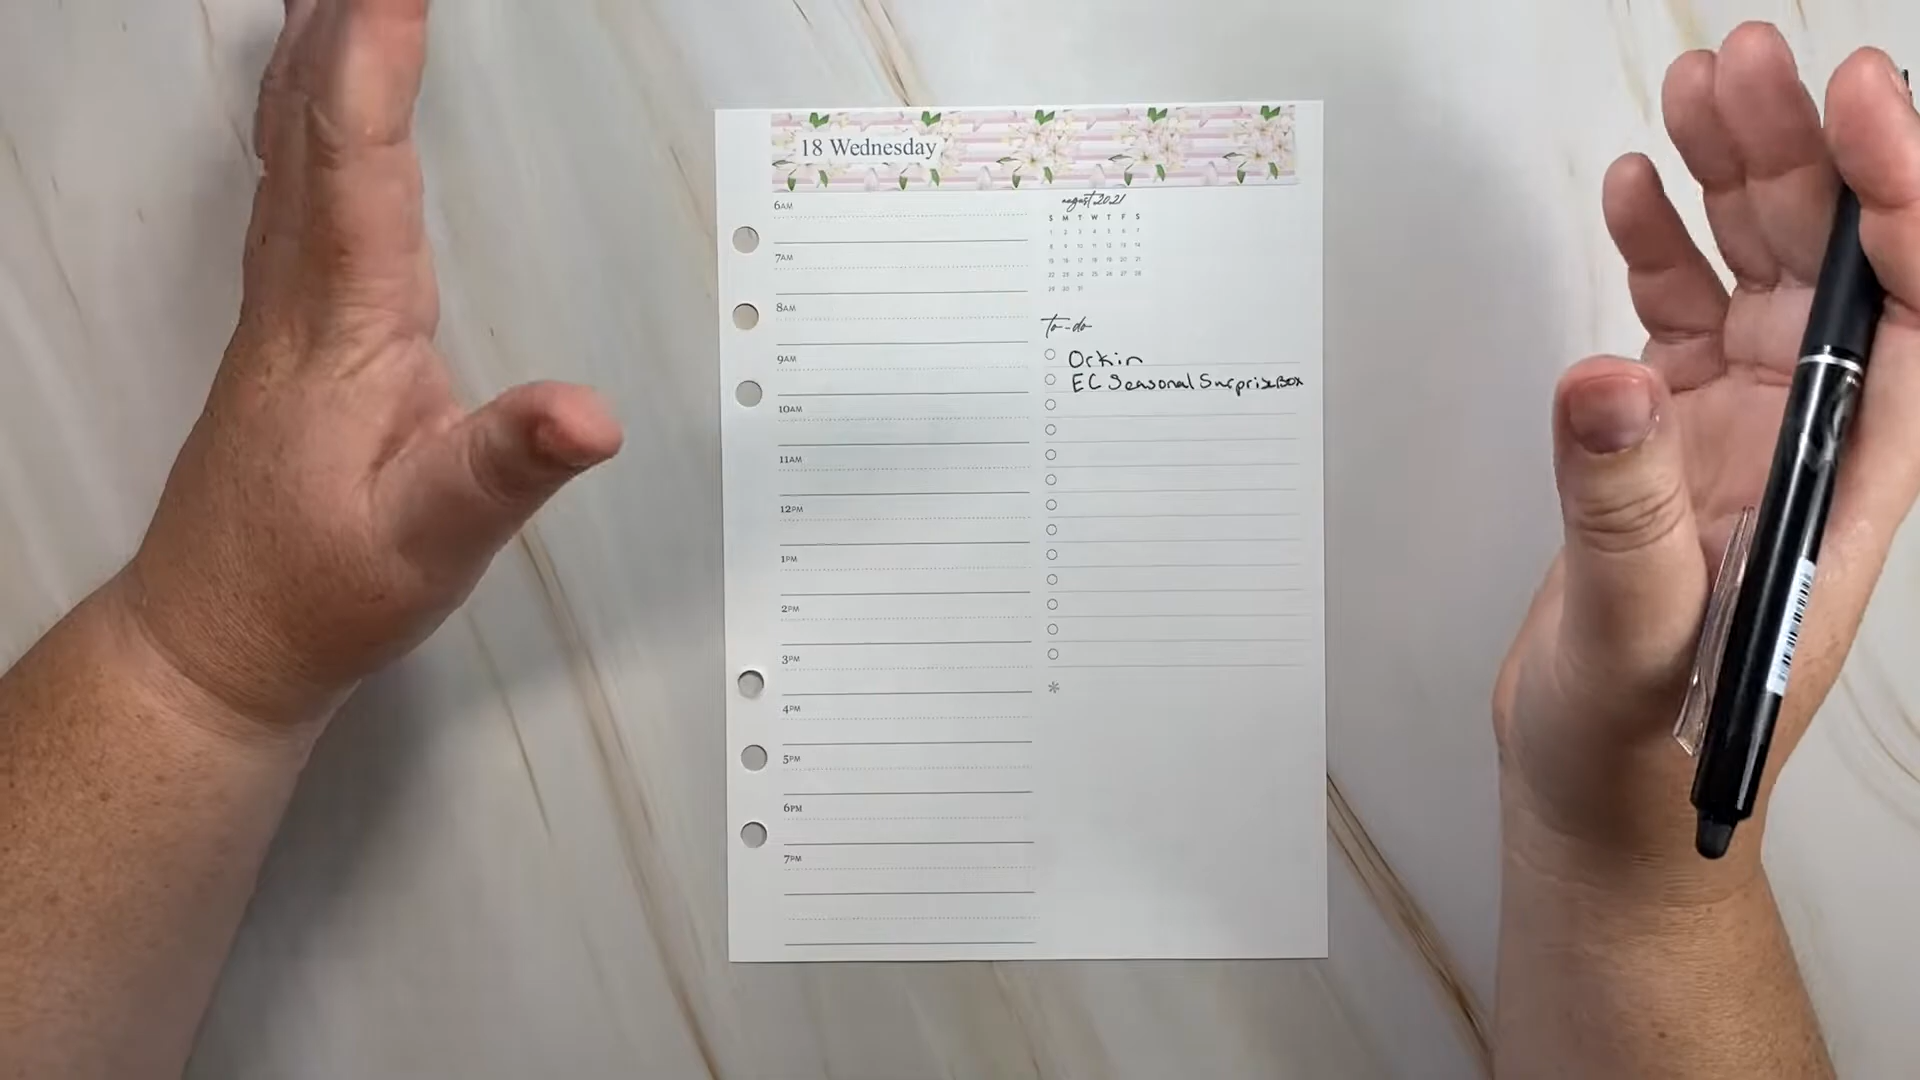 18 Wednesday
6AM
7AM
8AM
9AM
10AM
11AM
12PM
1PM
2PM
3PM
4PM
5PM
6PM
7PM
august 2021
S M T W T F S
1 2 3 4 5 6 7
8 9 10 11 12 13 14
15 16 17 18 19 20 21
22 23 24 25 26 27 28
29 30 31
to-do
Orkin
EC Seasonal Surprise Box
*